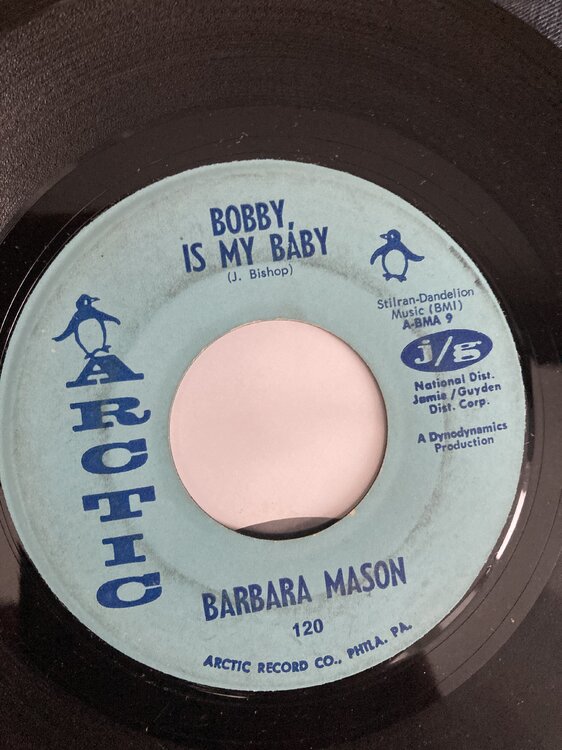 BOBBY,
IS MY BABY
(J. Bishop)
Stilran-Dandelion
Music (BMI)
A-BMA 9
j/g
National Dist.
Jamie/Guyden
Dist. Corp.
A Dynodynamics
Production
ARCTIC
BARBARA MASON
120
ARCTIC RECORD CO., PHILA. PA.